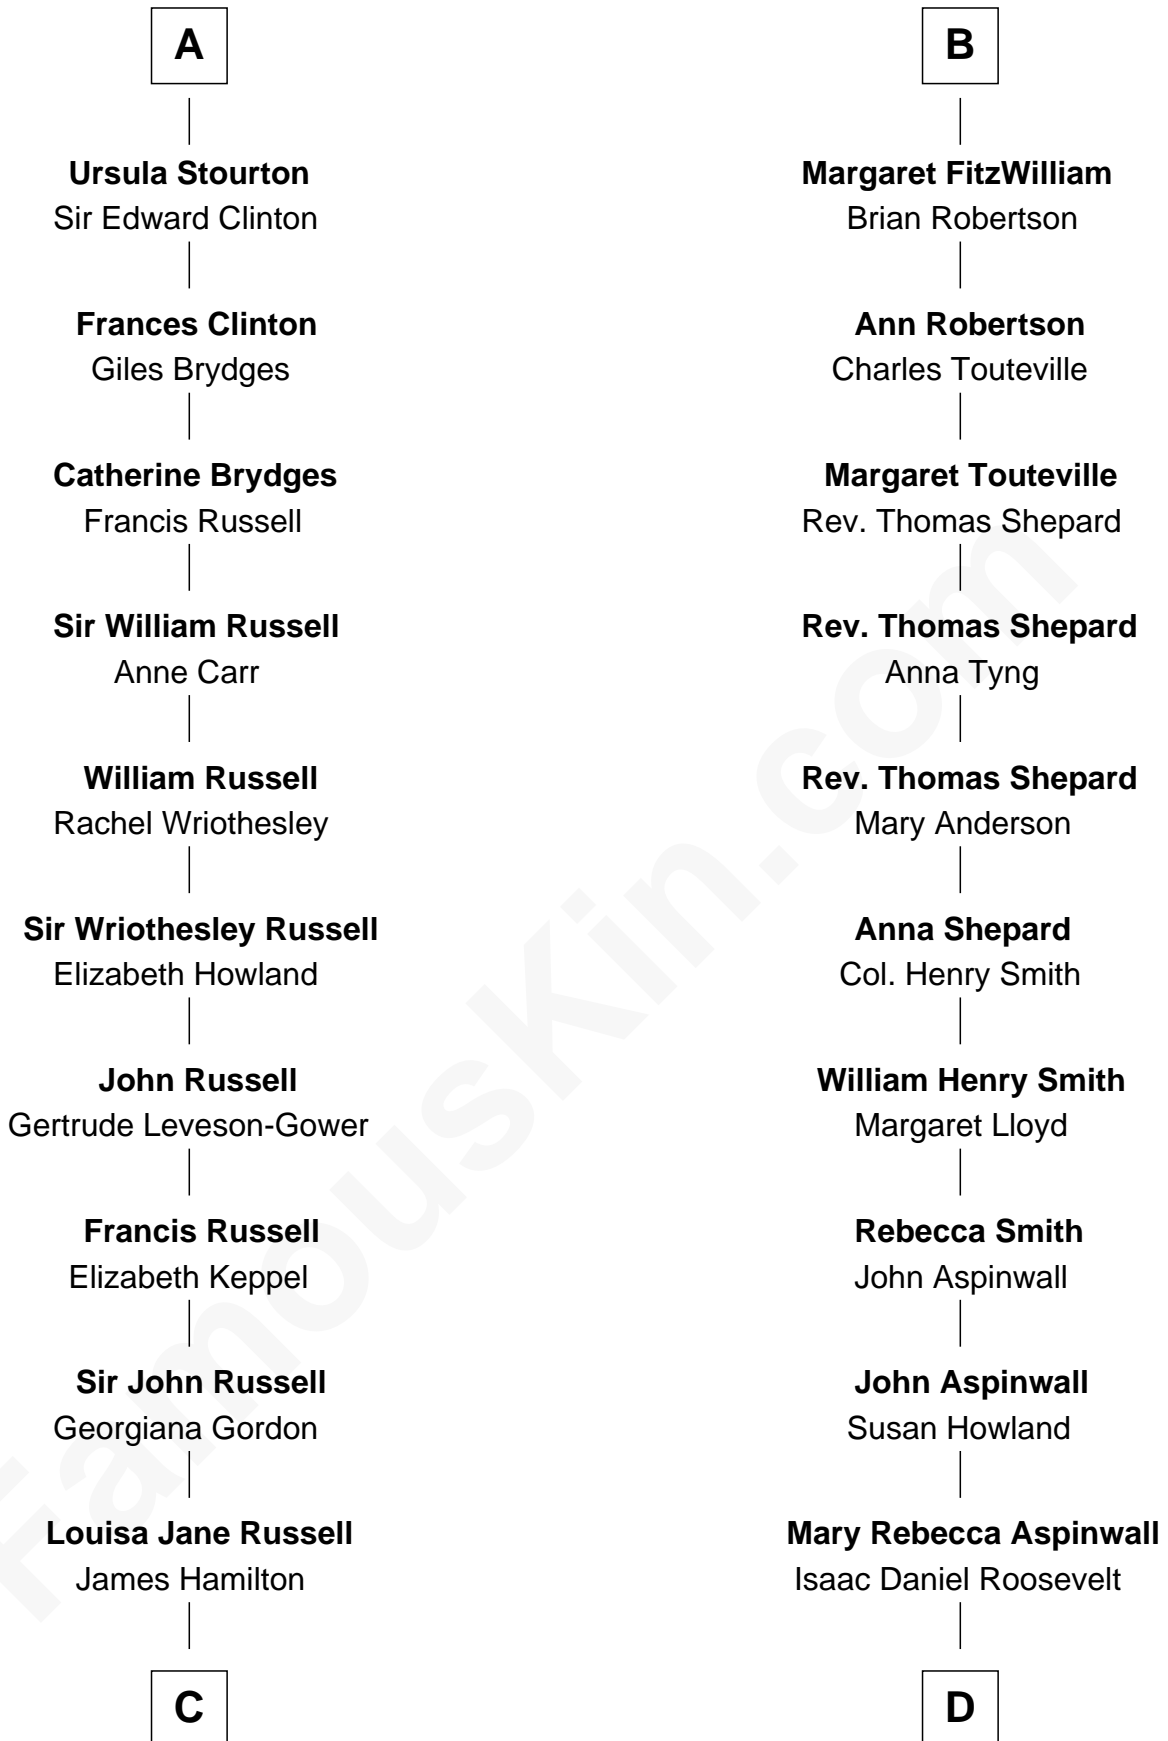 A
Ursula Stourton
Sir Edward Clinton
Frances Clinton
Giles Brydges
Catherine Brydges
Francis Russell
Sir William Russell
Anne Carr
William Russell
Rachel Wriothesley
Sir Wriothesley Russell
Elizabeth Howland
John Russell
Gertrude Leveson-Gower
Francis Russell
Elizabeth Keppel
Sir John Russell
Georgiana Gordon
Louisa Jane Russell
James Hamilton
C
B
Margaret FitzWilliam
Brian Robertson
Ann Robertson
Charles Touteville
Margaret Touteville
Rev. Thomas Shepard
Rev. Thomas Shepard
Anna Tyng
Rev. Thomas Shepard
Mary Anderson
Anna Shepard
Col. Henry Smith
William Henry Smith
Margaret Lloyd
Rebecca Smith
John Aspinwall
John Aspinwall
Susan Howland
Mary Rebecca Aspinwall
Isaac Daniel Roosevelt
D
FamousKin.com